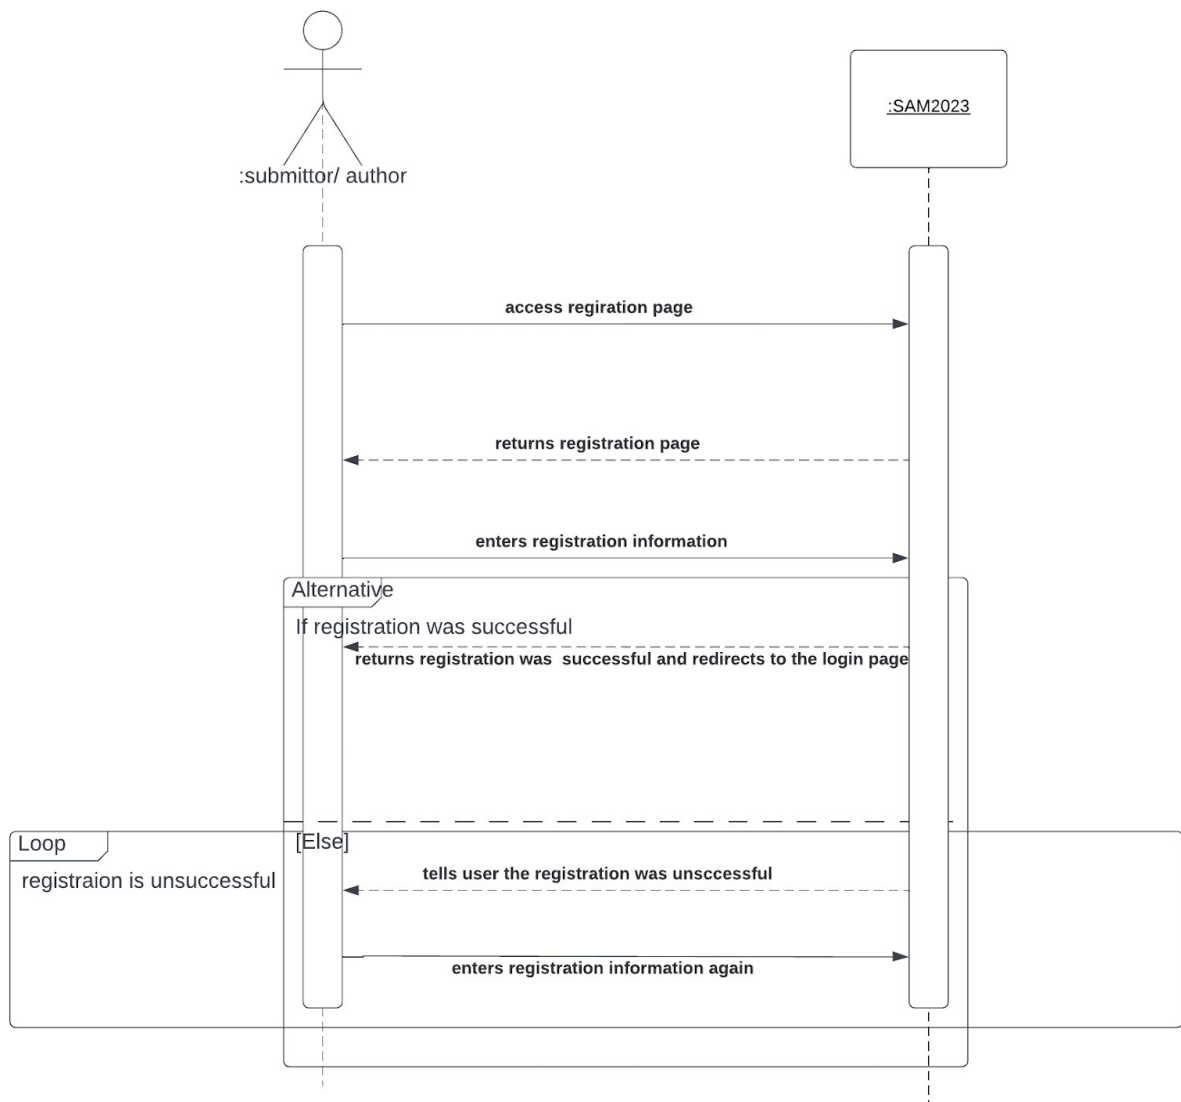 :submittor/ author
:SAM2023
access regiration page
returns registration page
enters registration information
Alternative
If registration was successful
returns registration was  successful and redirects to the login page
[Else]
Loop
registraion is unsuccessful
tells user the registration was unsccessful
enters registration information again